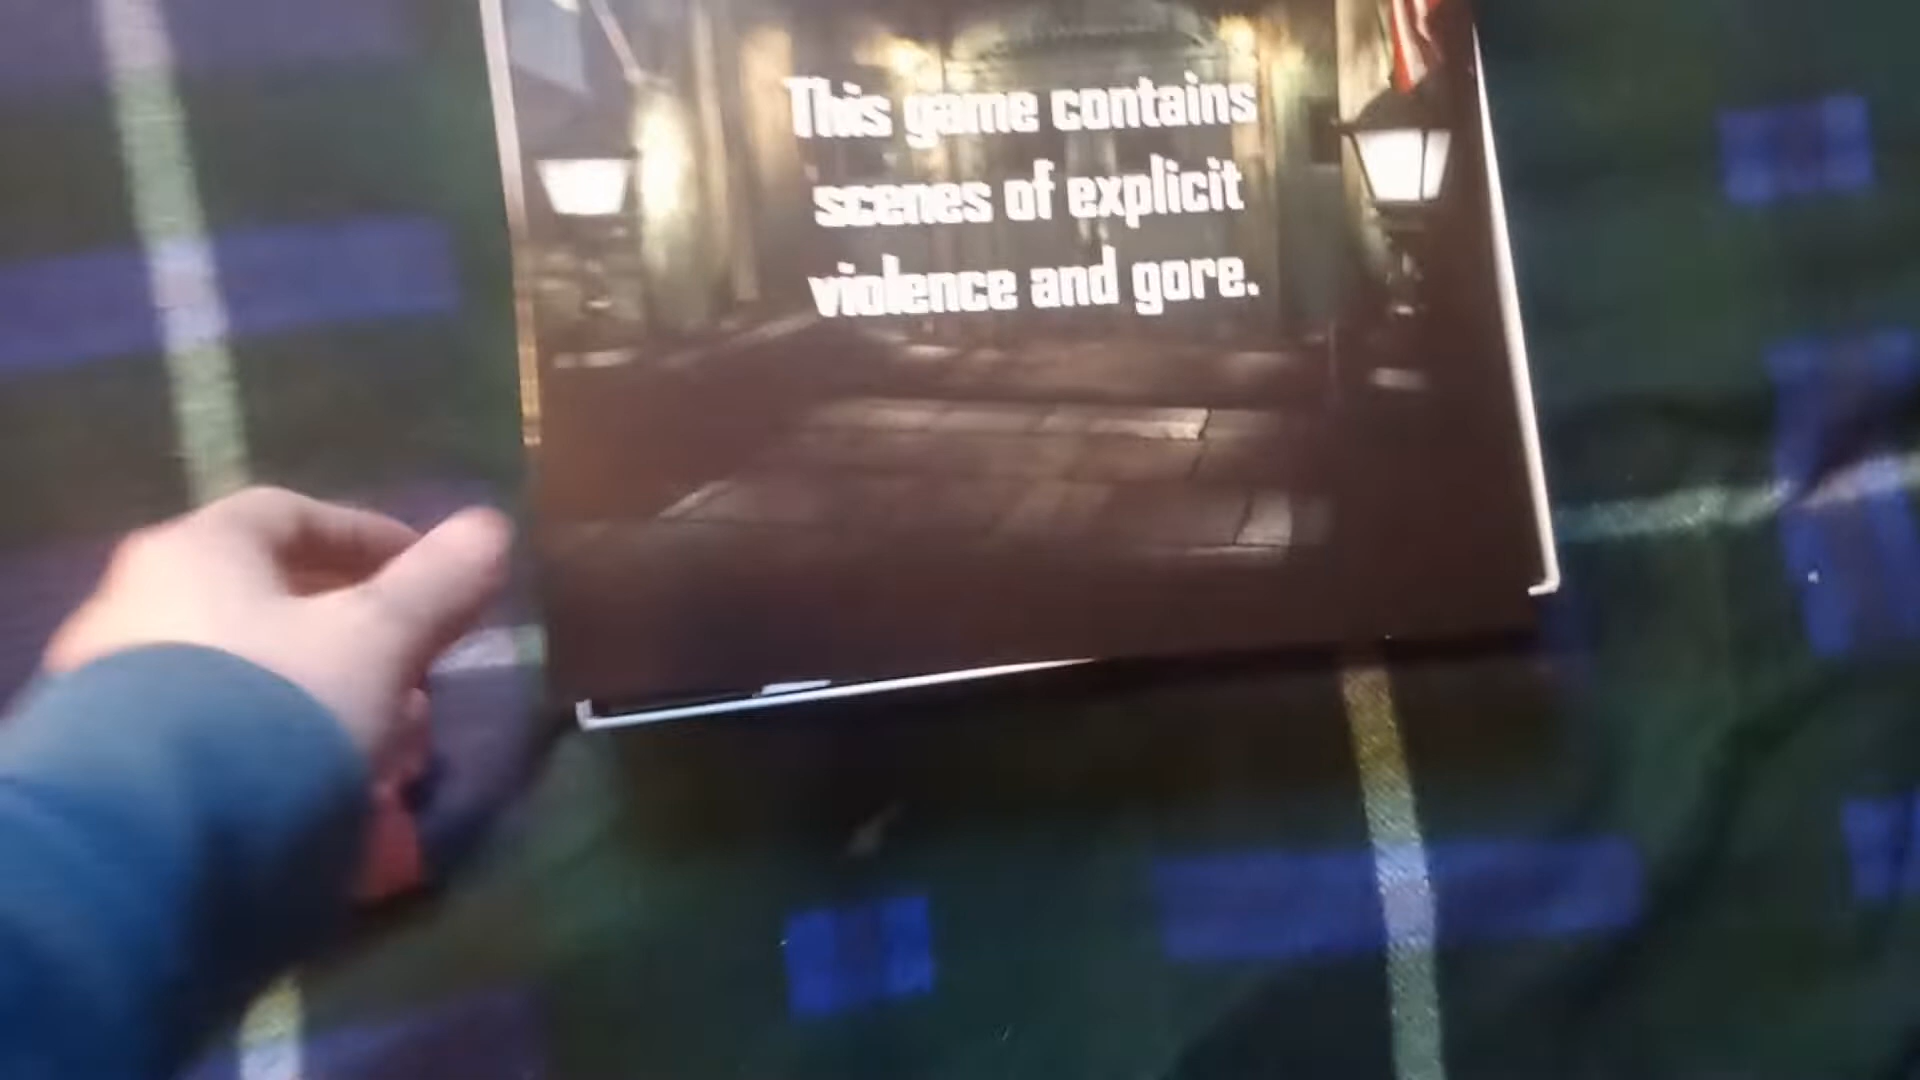 This game contains
scenes of explicit
violence and gore.